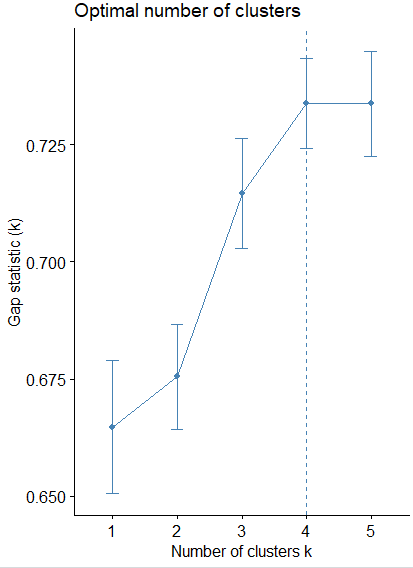 Optimal number of clusters
Gap statistic (k)
0.725
0.700
0.675
0.650
1 2 3 4 5
Number of clusters k